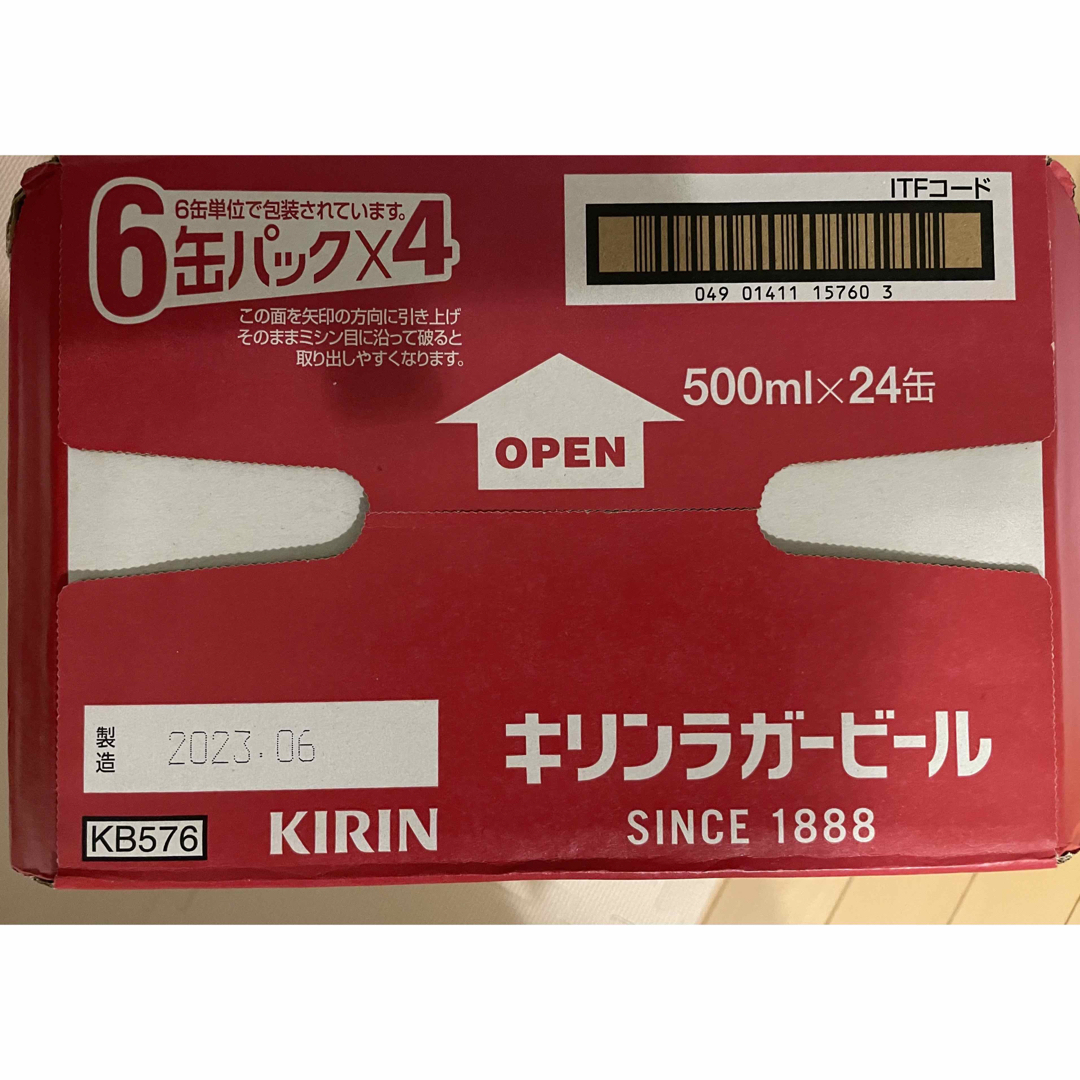 6缶単位で包装されています。
6缶パック×4
この面を矢印の方向に引き上げ
そのままミシン目に沿って破ると
取り出しやすくなります。
ITFコード
049 01411 15760 3
500ml×24缶
OPEN
製造 2023.06
KB576
KIRIN
キリンラガービール
SINCE 1888